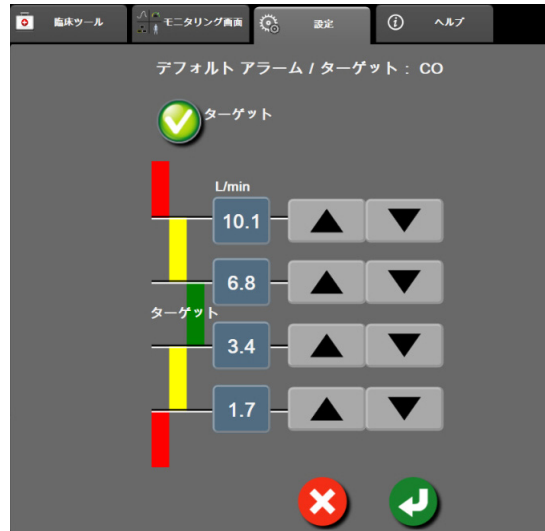 臨床ツール モニタリング画面 設定 ヘルプ
デフォルト アラーム / ターゲット : CO
ターゲット
L/min
10.1
6.8
ターゲット
3.4
1.7